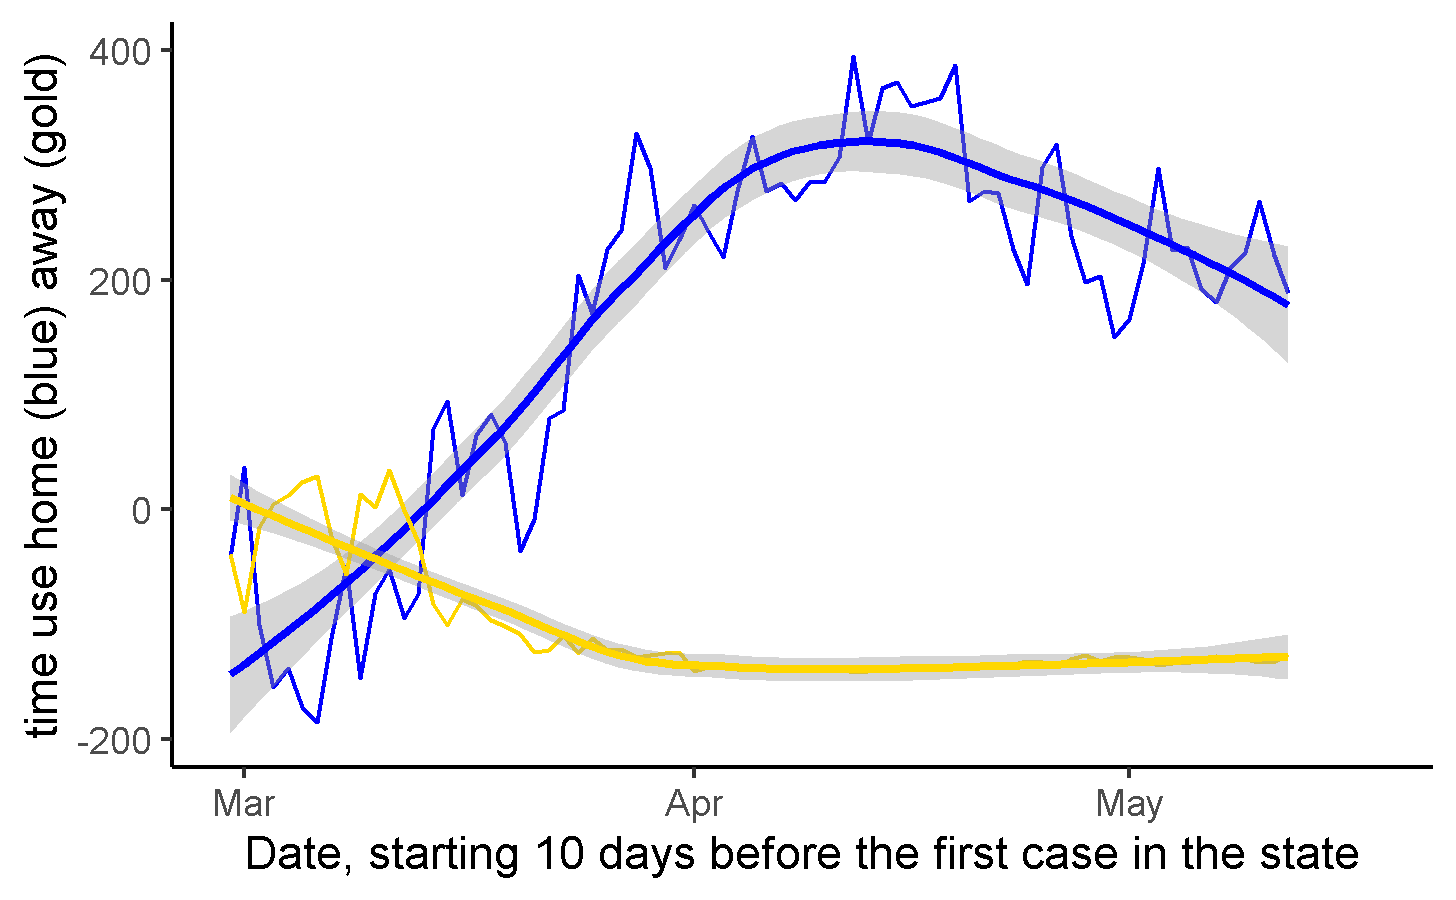 time use home (blue) away (gold)
400
200
0
-200
Mar
Apr
May
Date, starting 10 days before the first case in the state